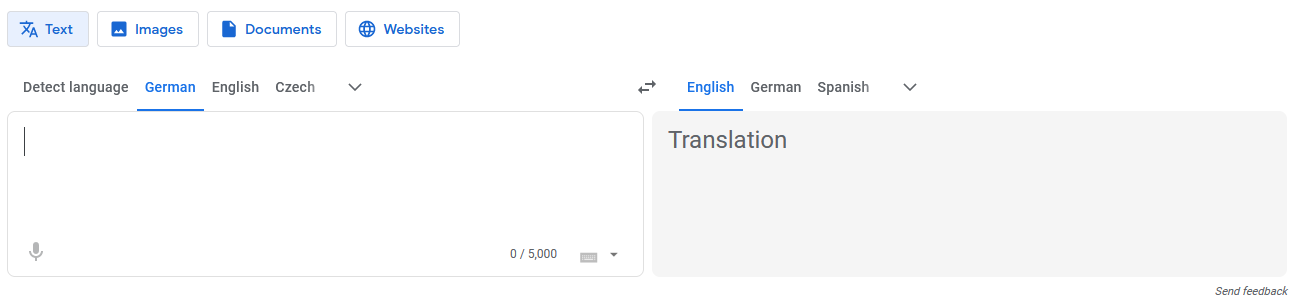 Text Images Documents Websites
Detect language German English Czech English German Spanish
Translation
0 / 5,000
Send feedback